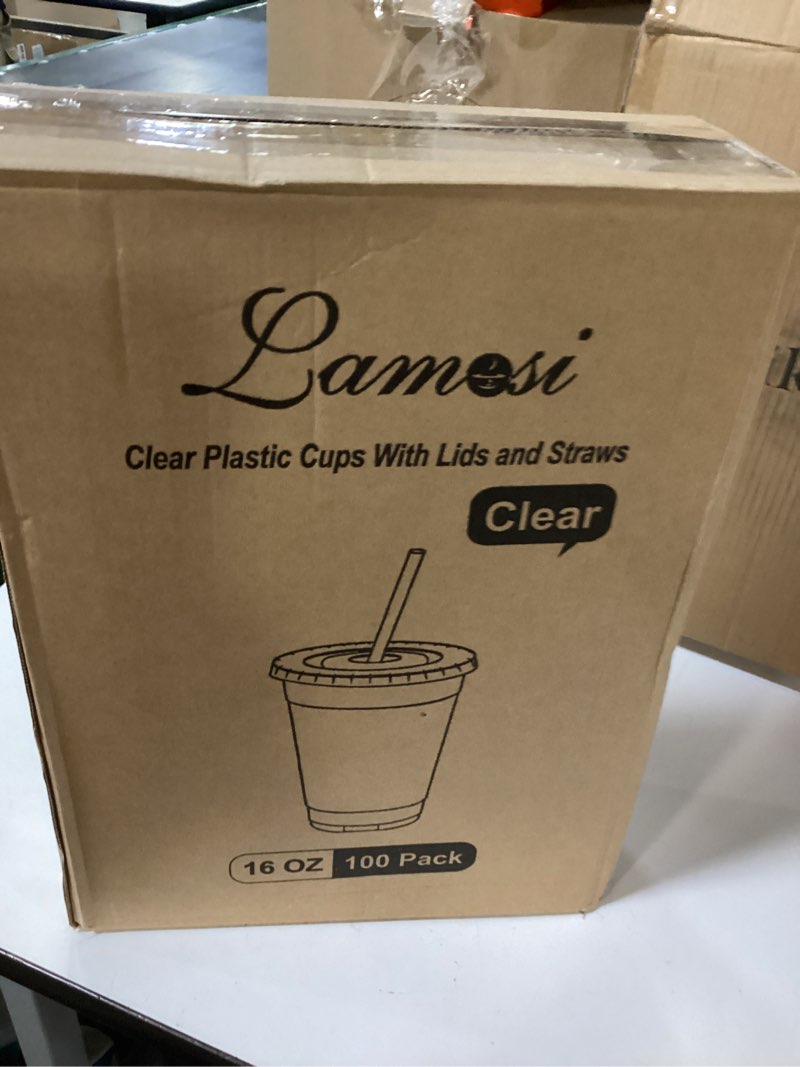 Lamosi
Clear Plastic Cups With Lids and Straws
Clear
16 OZ 100 Pack